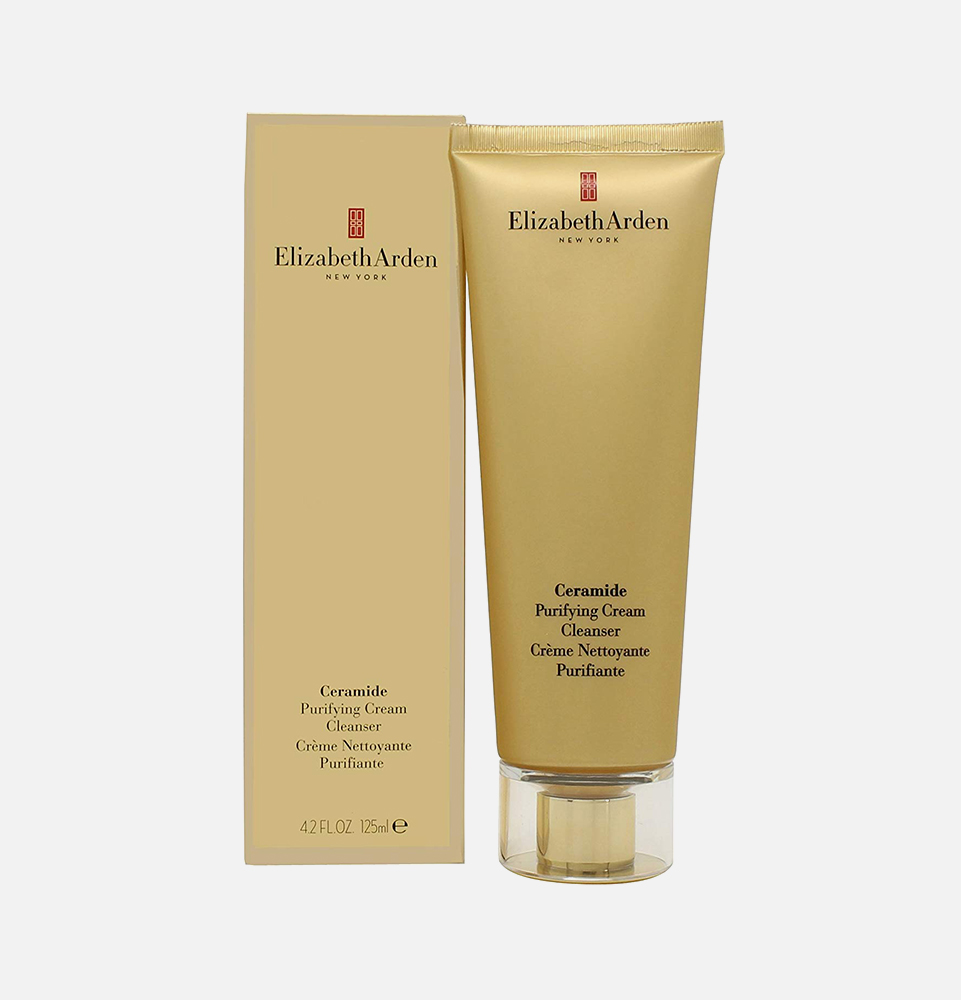 ElizabethArden
NEW YORK
Ceramide
Purifying Cream
Cleanser
Crème Nettoyante
Purifiante
4.2 FL.OZ. 125ml ℮
ElizabethArden
NEW YORK
Ceramide
Purifying Cream
Cleanser
Crème Nettoyante
Purifiante